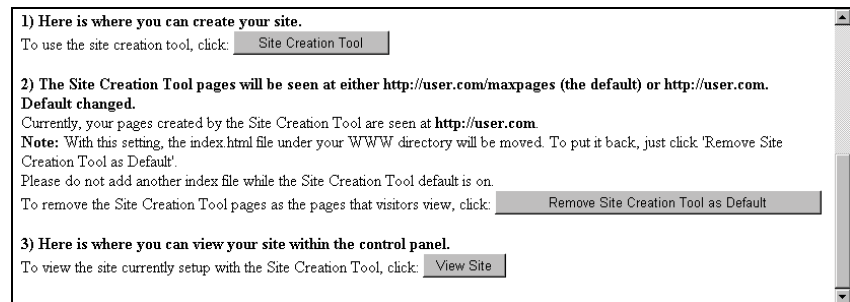 1) Here is where you can create your site.
To use the site creation tool, click: Site Creation Tool
2) The Site Creation Tool pages will be seen at either http://user.com/maxpages (the default) or http://user.com.
Default changed.
Currently, your pages created by the Site Creation Tool are seen at http://user.com.
Note: With this setting, the index.html file under your WWW directory will be moved. To put it back, just click 'Remove Site
Creation Tool as Default'.
Please do not add another index file while the Site Creation Tool default is on.
To remove the Site Creation Tool pages as the pages that visitors view, click: Remove Site Creation Tool as Default
3) Here is where you can view your site within the control panel.
To view the site currently setup with the Site Creation Tool, click: View Site